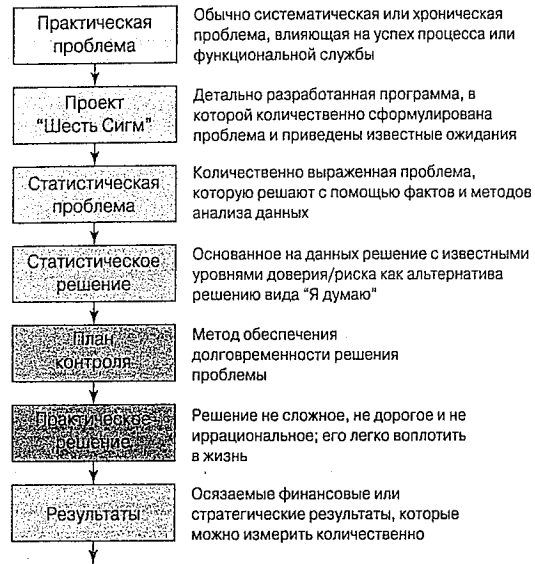 Практическая
проблема
Обычно систематическая или хроническая
проблема, влияющая на успех процесса или
функциональной службы
Проект
"Шесть Сигм"
Детально разработанная программа, в
которой количественно сформулирована
проблема и приведены известные ожидания
Статистическая
проблема
Количественно выраженная проблема,
которую решают с помощью фактов и методов
анализа данных
Статистическое
решение
Основанное на данных решение с известными
уровнями доверия/риска как альтернатива
решению вида "Я думаю"
План
контроля
Метод обеспечения
долговременности решения
проблемы
Практическое
решение
Решение не сложное, не дорогое и не
иррациональное; его легко воплотить
в жизнь
Результаты
Осязаемые финансовые или
стратегические результаты, которые
можно измерить количественно